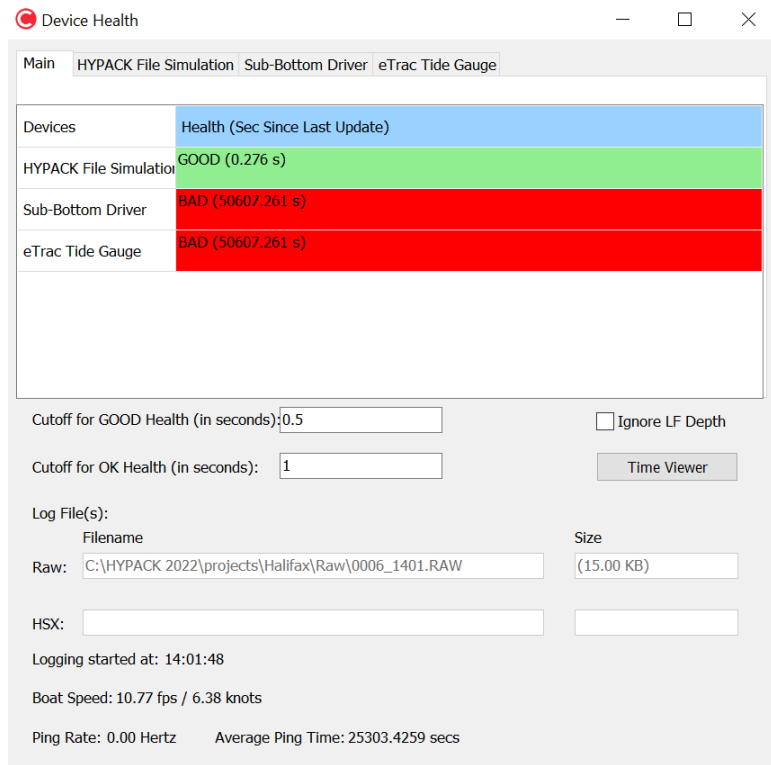 Device Health
Main HYPACK File Simulation Sub-Bottom Driver eTrac Tide Gauge
Devices Health (Sec Since Last Update)
HYPACK File Simulation GOOD (0.276 s)
Sub-Bottom Driver BAD (50607.261 s)
eTrac Tide Gauge BAD (50607.261 s)
Cutoff for GOOD Health (in seconds): 0.5 Ignore LF Depth
Cutoff for OK Health (in seconds): 1 Time Viewer
Log File(s):
Filename Size
Raw: C:\HYPACK 2022\projects\Halifax\Raw\0006_1401.RAW (15.00 KB)
HSX:
Logging started at: 14:01:48
Boat Speed: 10.77 fps / 6.38 knots
Ping Rate: 0.00 Hertz Average Ping Time: 25303.4259 secs